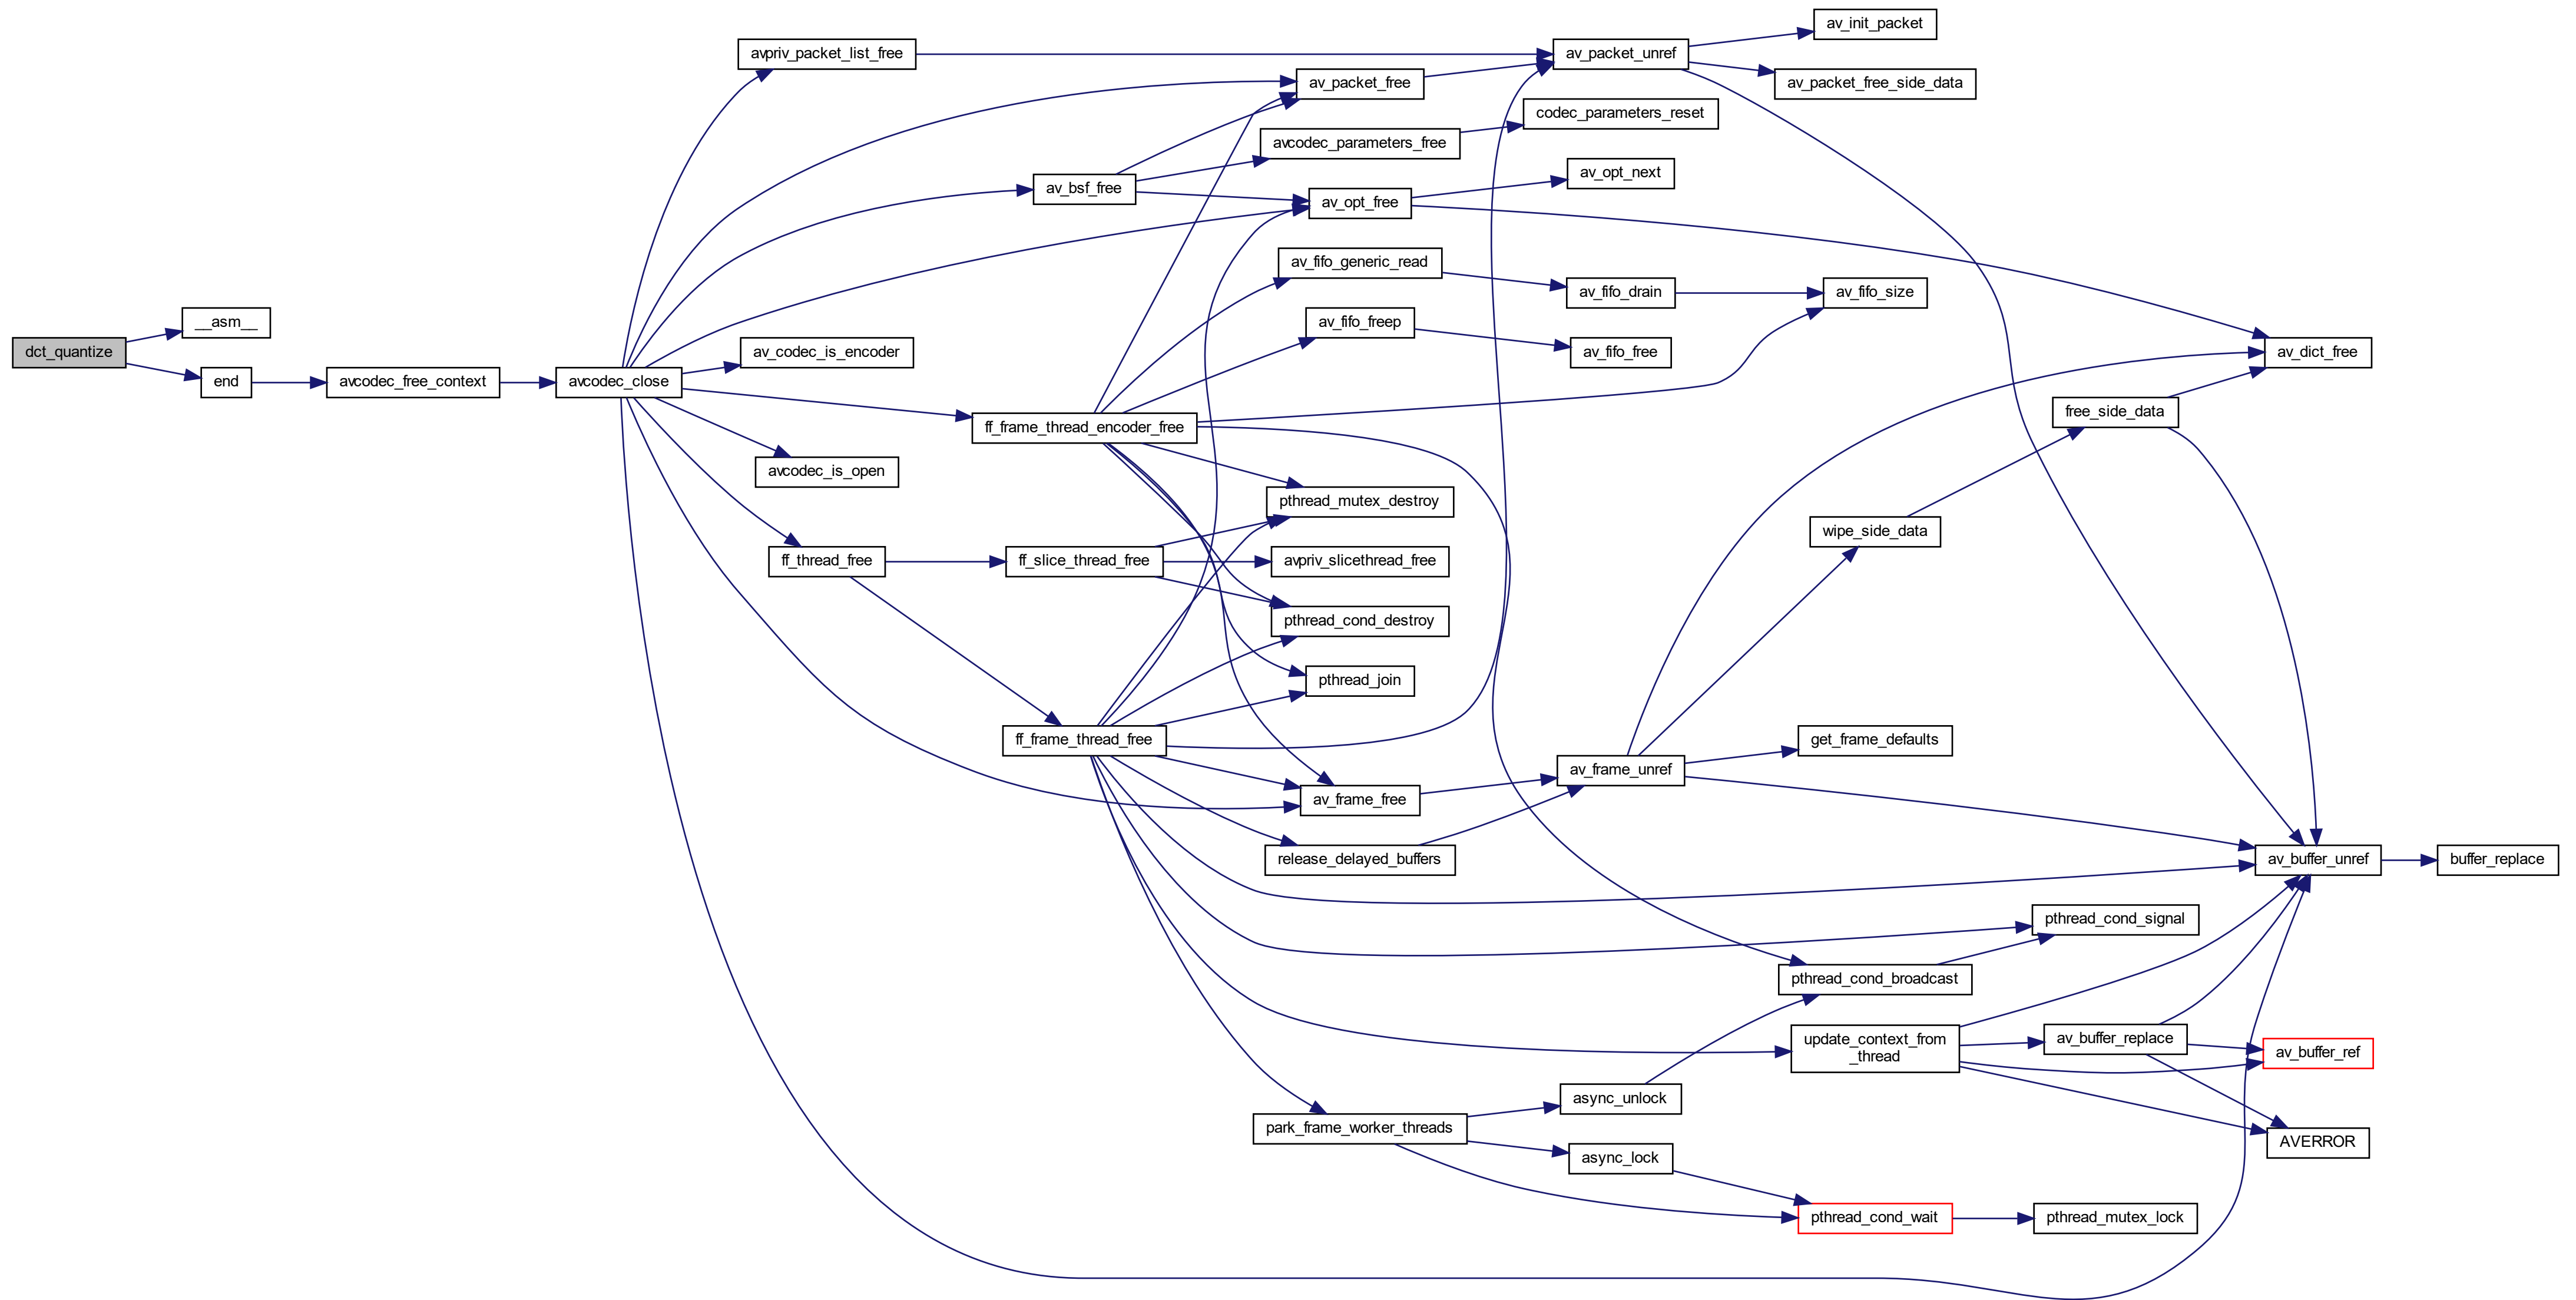 av_init_packet
avpriv_packet_list_free
av_packet_unref
av_packet_free
av_packet_free_side_data
codec_parameters_reset
avcodec_parameters_free
av_opt_next
av_bsf_free
av_opt_free
av_fifo_generic_read
av_fifo_drain
av_fifo_size
__asm__
av_fifo_freep
dct_quantize
av_codec_is_encoder
av_fifo_free
av_dict_free
end
avcodec_free_context
avcodec_close
free_side_data
ff_frame_thread_encoder_free
avcodec_is_open
pthread_mutex_destroy
wipe_side_data
ff_thread_free
ff_slice_thread_free
avpriv_slicethread_free
pthread_cond_destroy
pthread_join
ff_frame_thread_free
get_frame_defaults
av_frame_unref
av_frame_free
release_delayed_buffers
av_buffer_unref
buffer_replace
pthread_cond_signal
pthread_cond_broadcast
update_context_from
_thread
av_buffer_replace
av_buffer_ref
async_unlock
park_frame_worker_threads
AVERROR
async_lock
pthread_cond_wait
pthread_mutex_lock